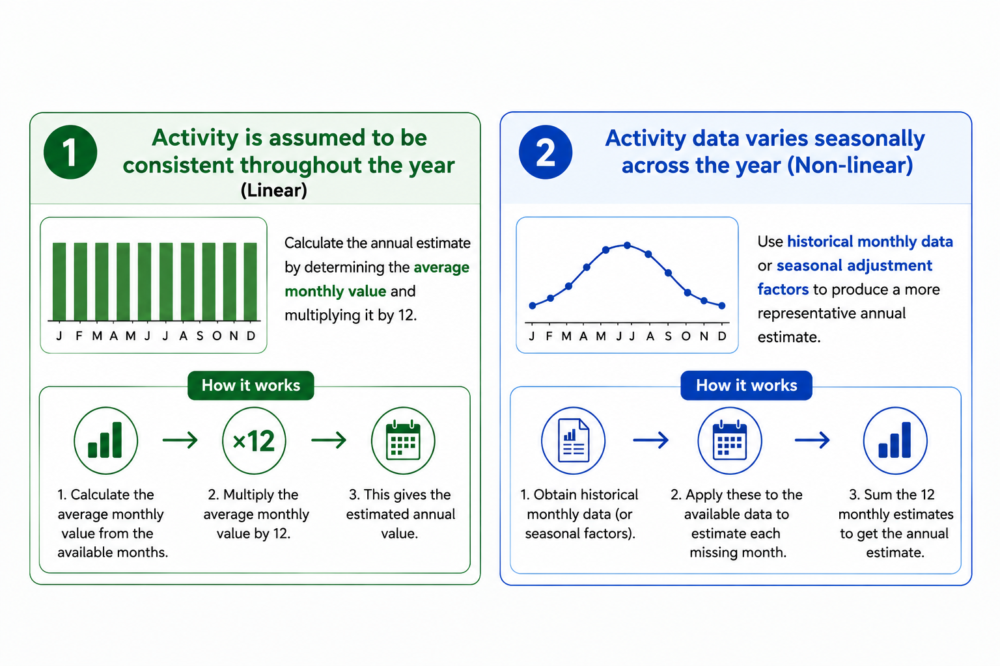 1
Activity is assumed to be
consistent throughout the year
(Linear)
J F M A M J J A S O N D
Calculate the annual estimate
by determining the average
monthly value and
multiplying it by 12.
How it works
×12
1. Calculate the
average monthly
value from the
available months.
2. Multiply the
average monthly
value by 12.
3. This gives the
estimated annual
value.
2
Activity data varies seasonally
across the year (Non-linear)
J F M A M J J A S O N D
Use historical monthly data
or seasonal adjustment
factors to produce a more
representative annual
estimate.
How it works
1. Obtain historical
monthly data (or
seasonal factors).
2. Apply these to the
available data to
estimate each
missing month.
3. Sum the 12
monthly estimates
to get the annual
estimate.